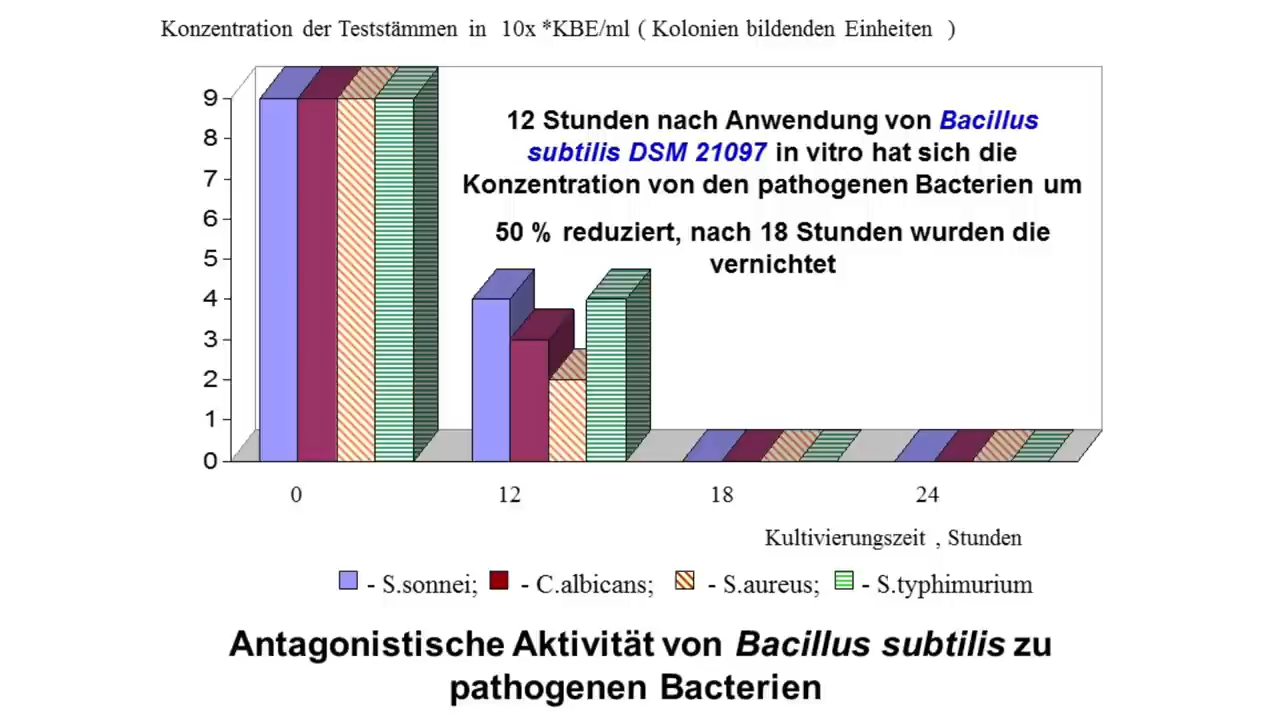 Konzentration der Teststämmen in 10x *KBE/ml ( Kolonien bildenden Einheiten )
9
8
7
6
5
4
3
2
1
0
12 Stunden nach Anwendung von Bacillus
subtilis DSM 21097 in vitro hat sich die
Konzentration von den pathogenen Bacterien um
50 % reduziert, nach 18 Stunden wurden die
vernichtet
0 12 18 24
Kultivierungszeit , Stunden
- S.sonnei; - C.albicans; - S.aureus; - S.typhimurium
Antagonistische Aktivität von Bacillus subtilis zu
pathogenen Bacterien